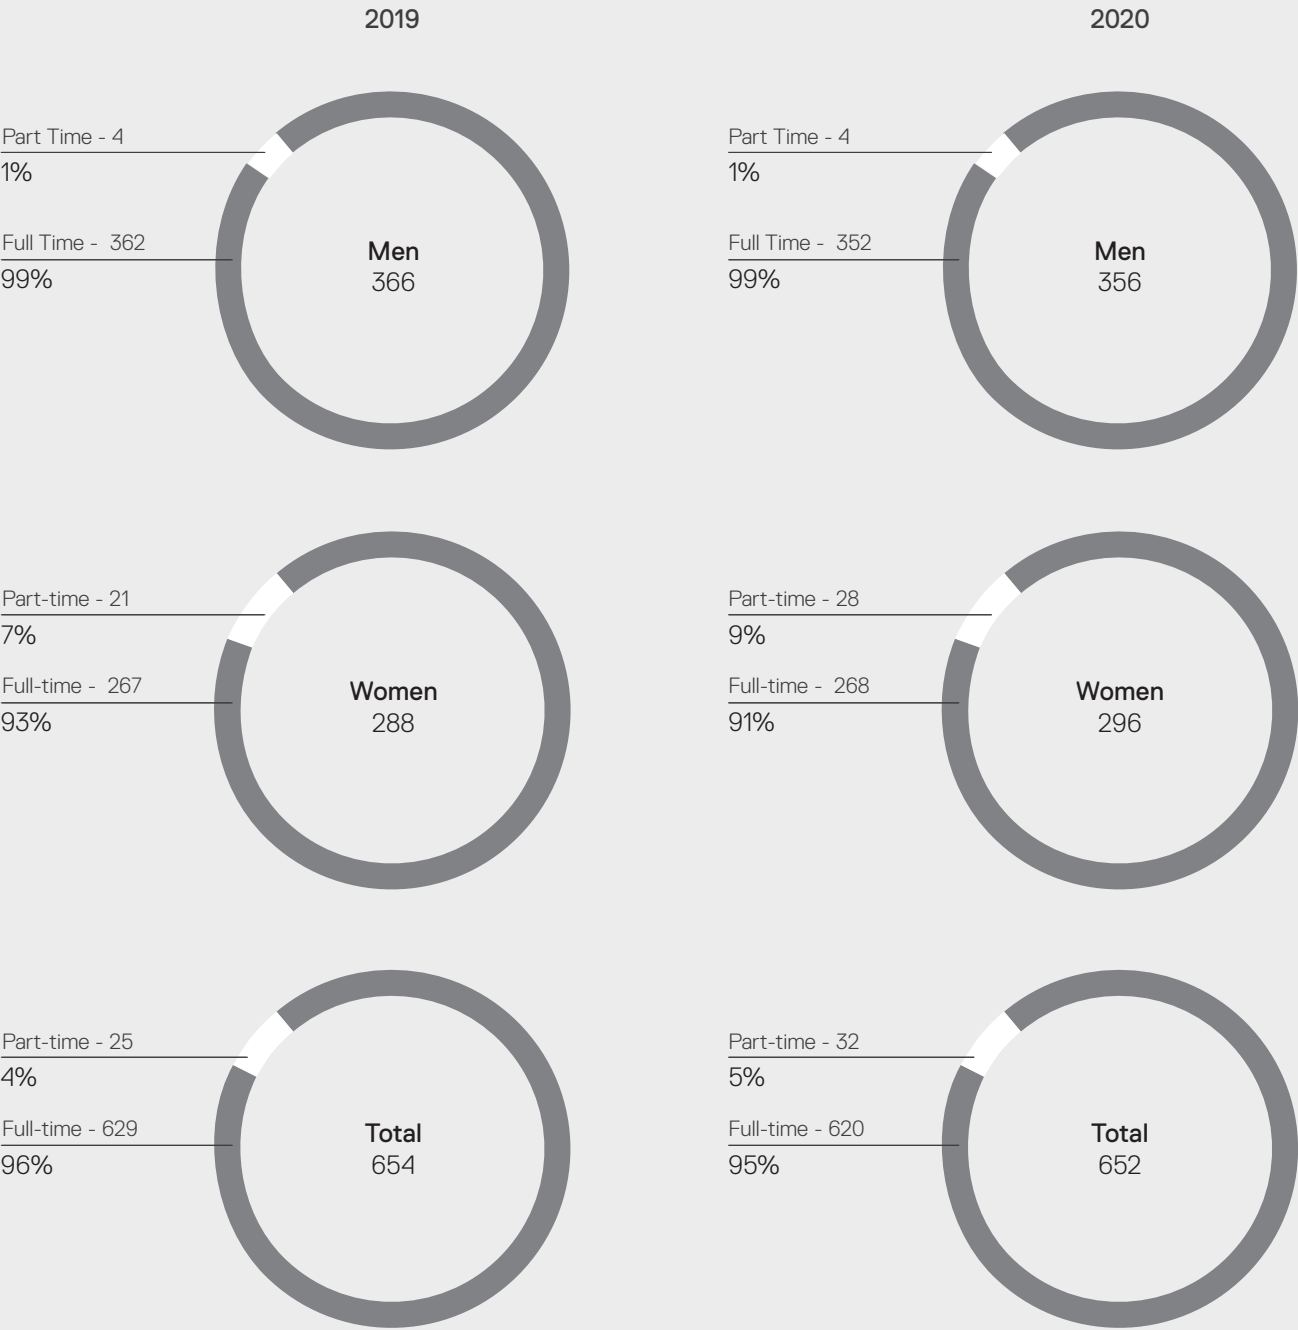 2019
Part Time - 4
1%
Full Time - 362
99%
Men
366
Part-time - 21
7%
Full-time - 267
93%
Women
288
Part-time - 25
4%
Full-time - 629
96%
Total
654
2020
Part Time - 4
1%
Full Time - 352
99%
Men
356
Part-time - 28
9%
Full-time - 268
91%
Women
296
Part-time - 32
5%
Full-time - 620
95%
Total
652